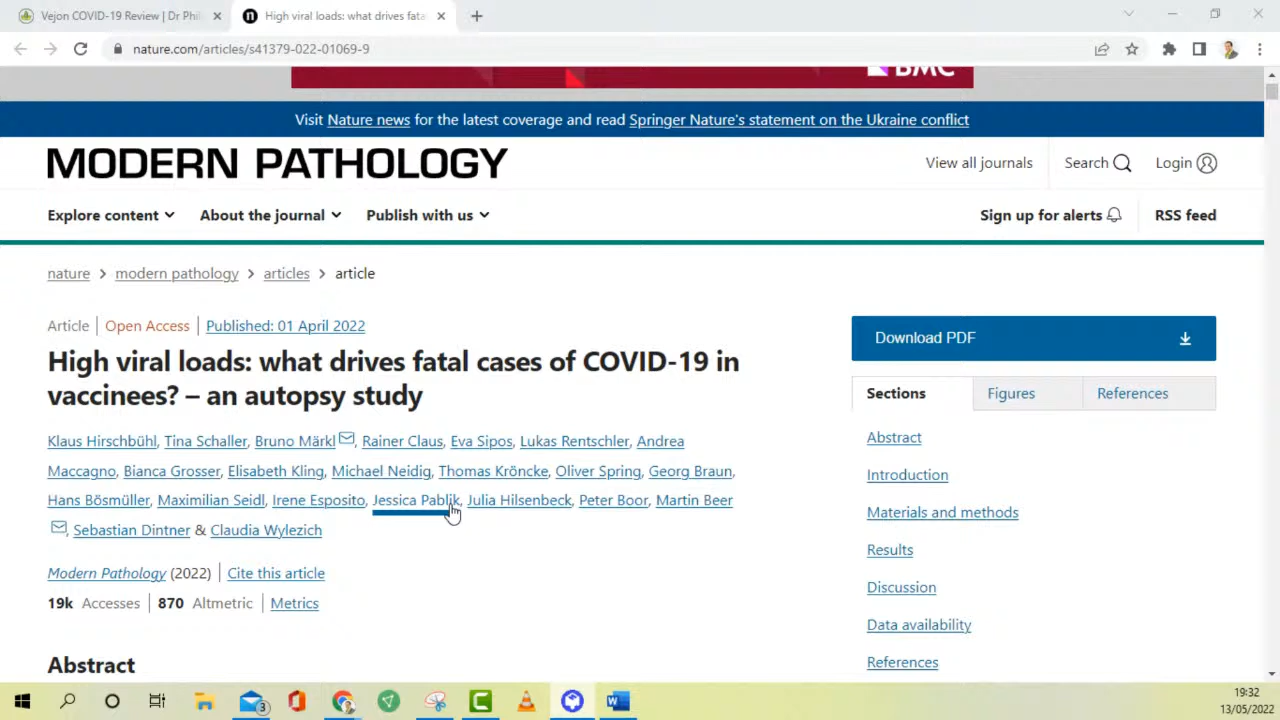 Vejon COVID-19 Review | Dr Phil
High viral loads: what drives fata
nature.com/articles/s41379-022-01069-9
BMC
Visit Nature news for the latest coverage and read Springer Nature's statement on the Ukraine conflict
MODERN PATHOLOGY
View all journals
Search
Login
Explore content
About the journal
Publish with us
Sign up for alerts
RSS feed
nature > modern pathology > articles > article
Article | Open Access | Published: 01 April 2022
High viral loads: what drives fatal cases of COVID-19 in
vaccinees? – an autopsy study
Klaus Hirschbühl, Tina Schaller, Bruno Märkl, Rainer Claus, Eva Sipos, Lukas Rentschler, Andrea
Maccagno, Bianca Grosser, Elisabeth Kling, Michael Neidig, Thomas Kröncke, Oliver Spring, Georg Braun,
Hans Bösmüller, Maximilian Seidl, Irene Esposito, Jessica Pablik, Julia Hilsenbeck, Peter Boor, Martin Beer
, Sebastian Dintner & Claudia Wylezich
Modern Pathology (2022) | Cite this article
19k Accesses | 870 Altmetric | Metrics
Abstract
Download PDF
Sections
Figures
References
Abstract
Introduction
Materials and methods
Results
Discussion
Data availability
References
3
19:32
13/05/2022